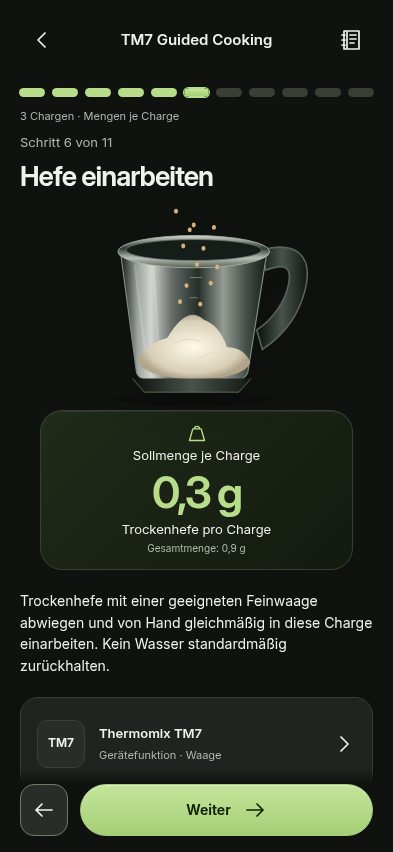 TM7 Guided Cooking
3 Chargen · Mengen je Charge
Schritt 6 von 11
Hefe einarbeiten
Sollmenge je Charge
0,3 g
Trockenhefe pro Charge
Gesamtmenge: 0,9 g
Trockenhefe mit einer geeigneten Feinwaage
abwiegen und von Hand gleichmäßig in diese Charge
einarbeiten. Kein Wasser standardmäßig
zurückhalten.
TM7
Thermomix TM7
Gerätefunktion · Waage
Weiter